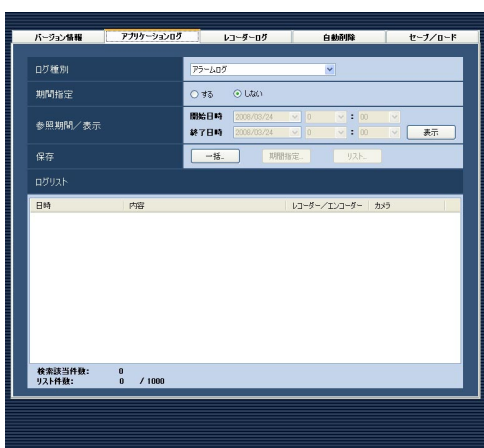 バージョン情報 アプリケーションログ レコーダーログ 自動削除 セーブ/ロード
ログ種別 アラームログ
期間指定 する しない
参照期間/表示 開始日時 2008/03/24 0 : 00
終了日時 2008/03/24 0 : 00 表示
保存 一括... 期間指定... リスト...
ログリスト
日時 内容 レコーダー/エンコーダー カメラ
検索該当件数: 0
リスト件数: 0 / 1000